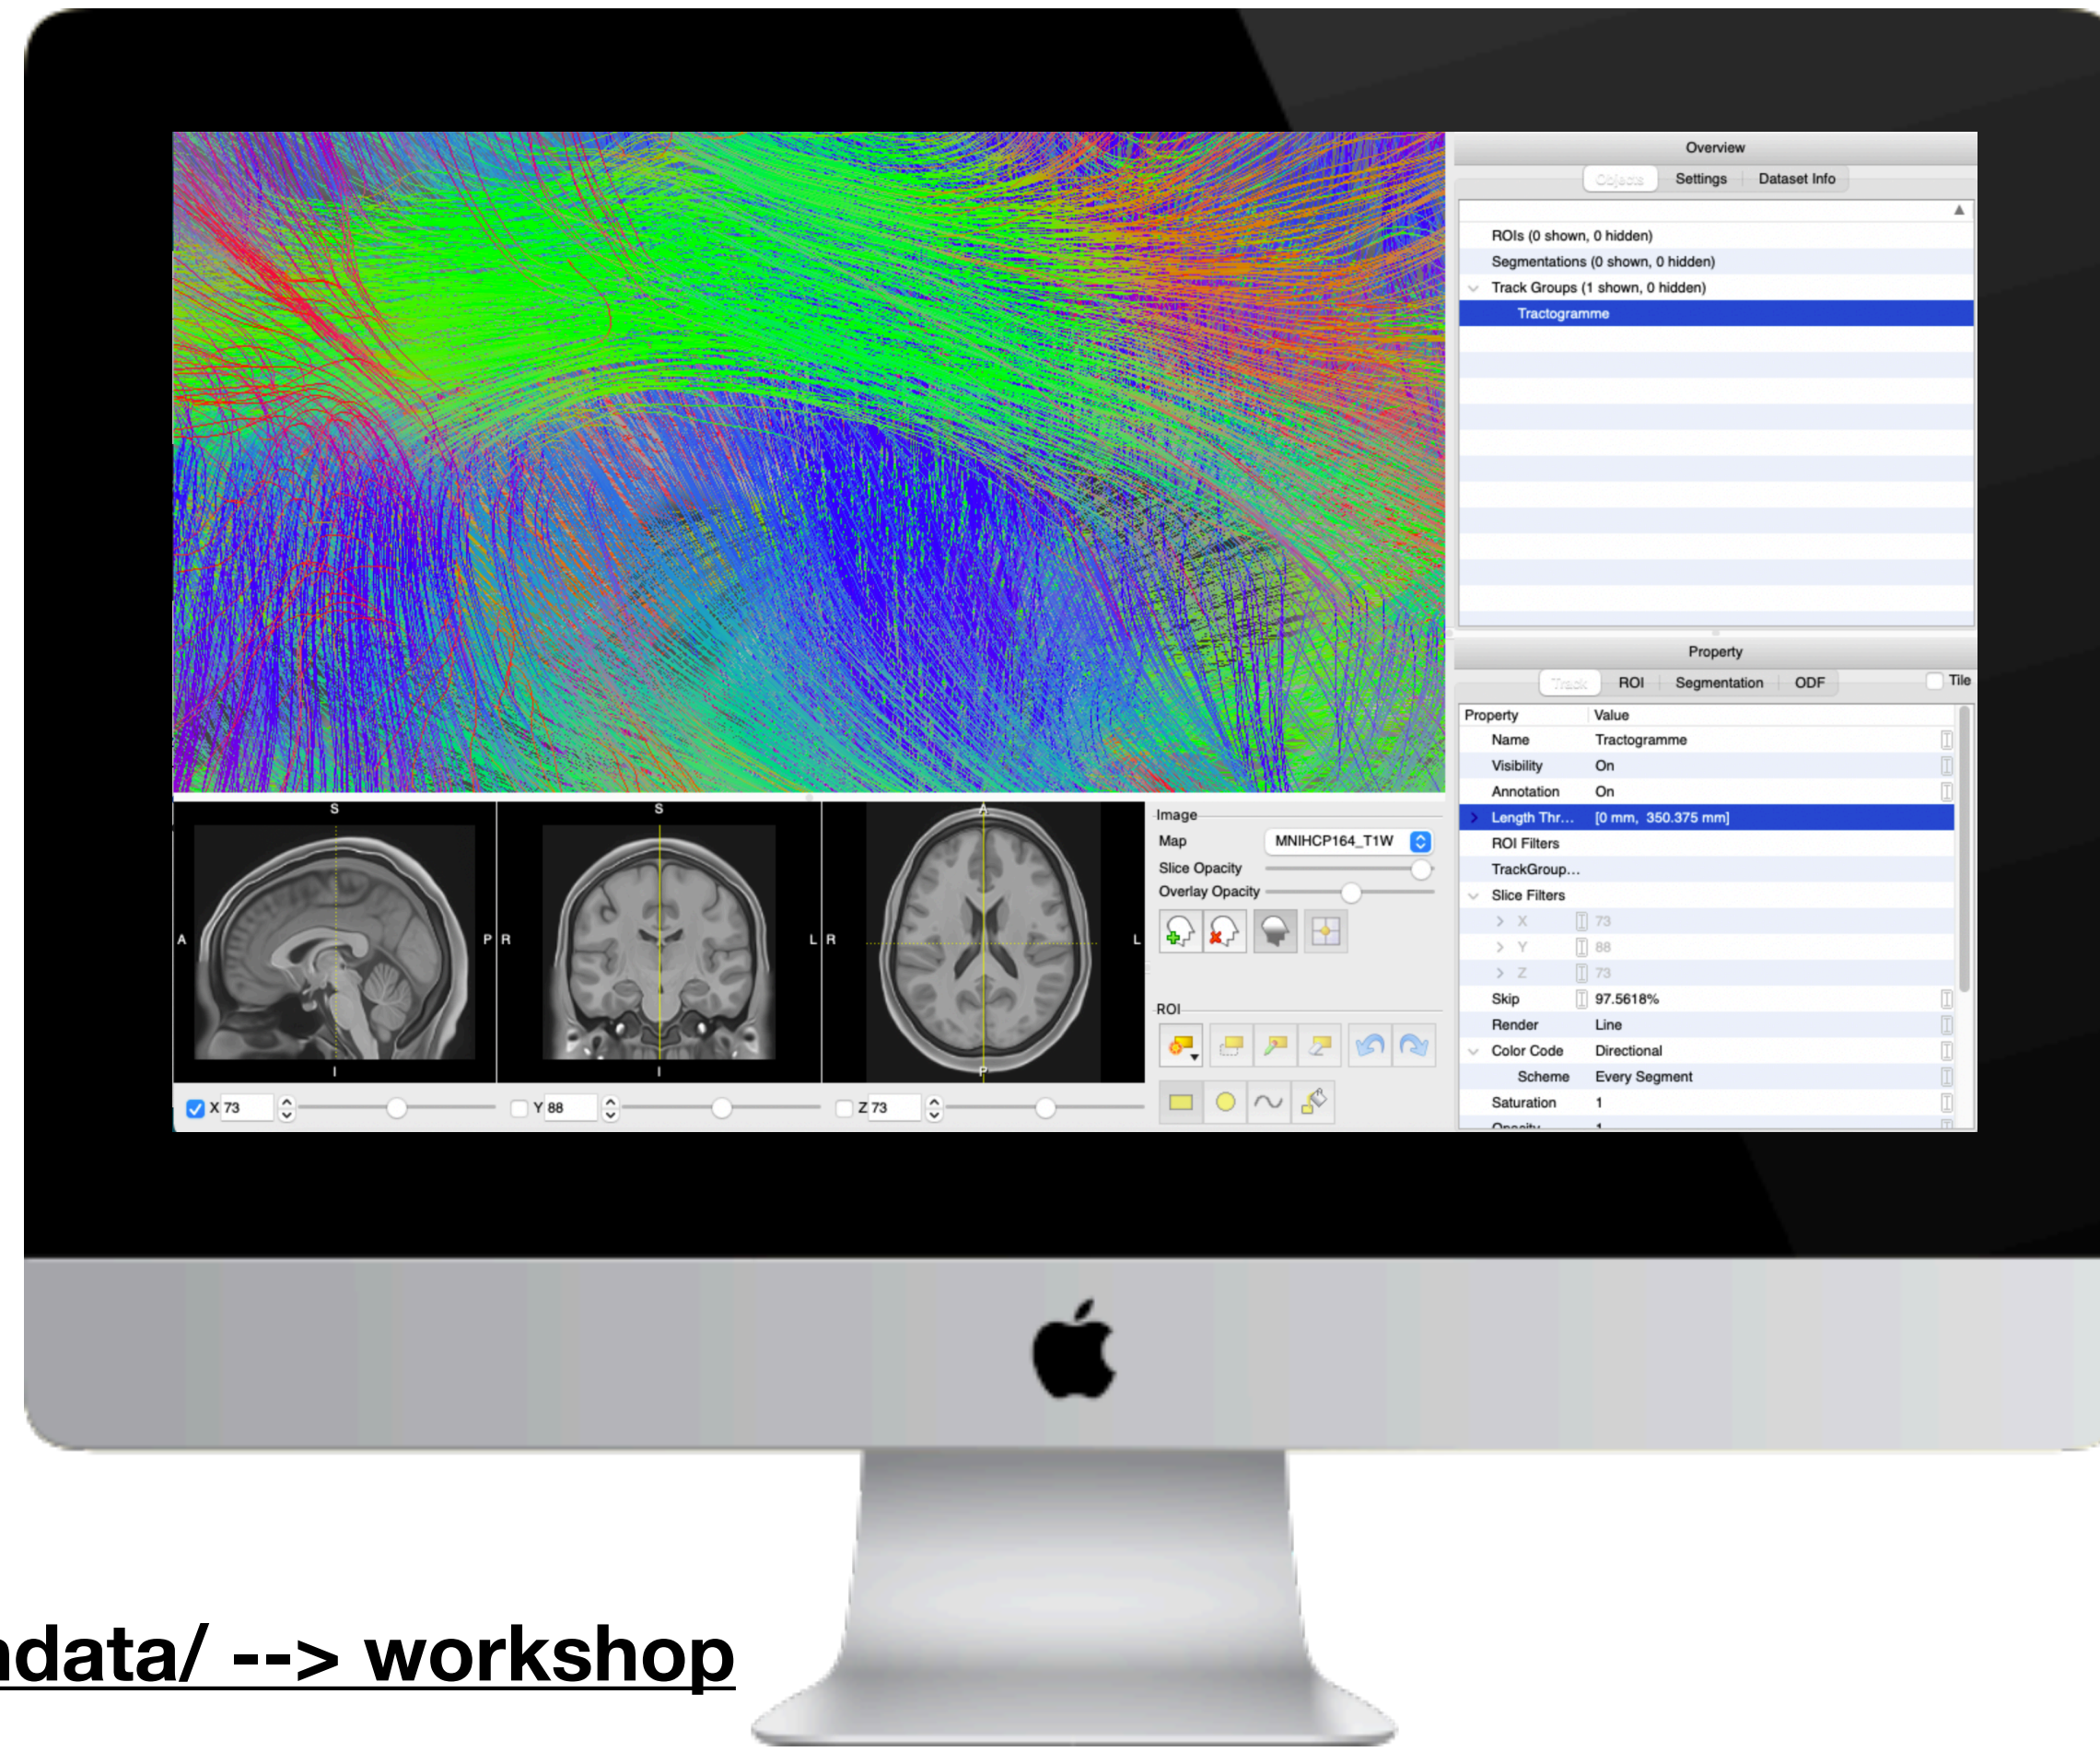 Overview
Objects Settings Dataset Info
ROIs (0 shown, 0 hidden)
Segmentations (0 shown, 0 hidden)
Track Groups (1 shown, 0 hidden)
Tractogramme
Property
Track ROI Segmentation ODF Tile
Property Value
Name Tractogramme
Visibility On
Annotation On
Length Thr... [0 mm, 350.375 mm]
ROI Filters
TrackGroup...
Slice Filters
X 73
Y 88
Z 73
Skip 97.5618%
Render Line
Color Code Directional
Scheme Every Segment
Saturation 1
Opacity 1
S S A
A P R L R L
I I P
X 73 Y 88 Z 73
Image
Map MNIHCP164_T1W
Slice Opacity
Overlay Opacity
ROI
data/ --> workshop